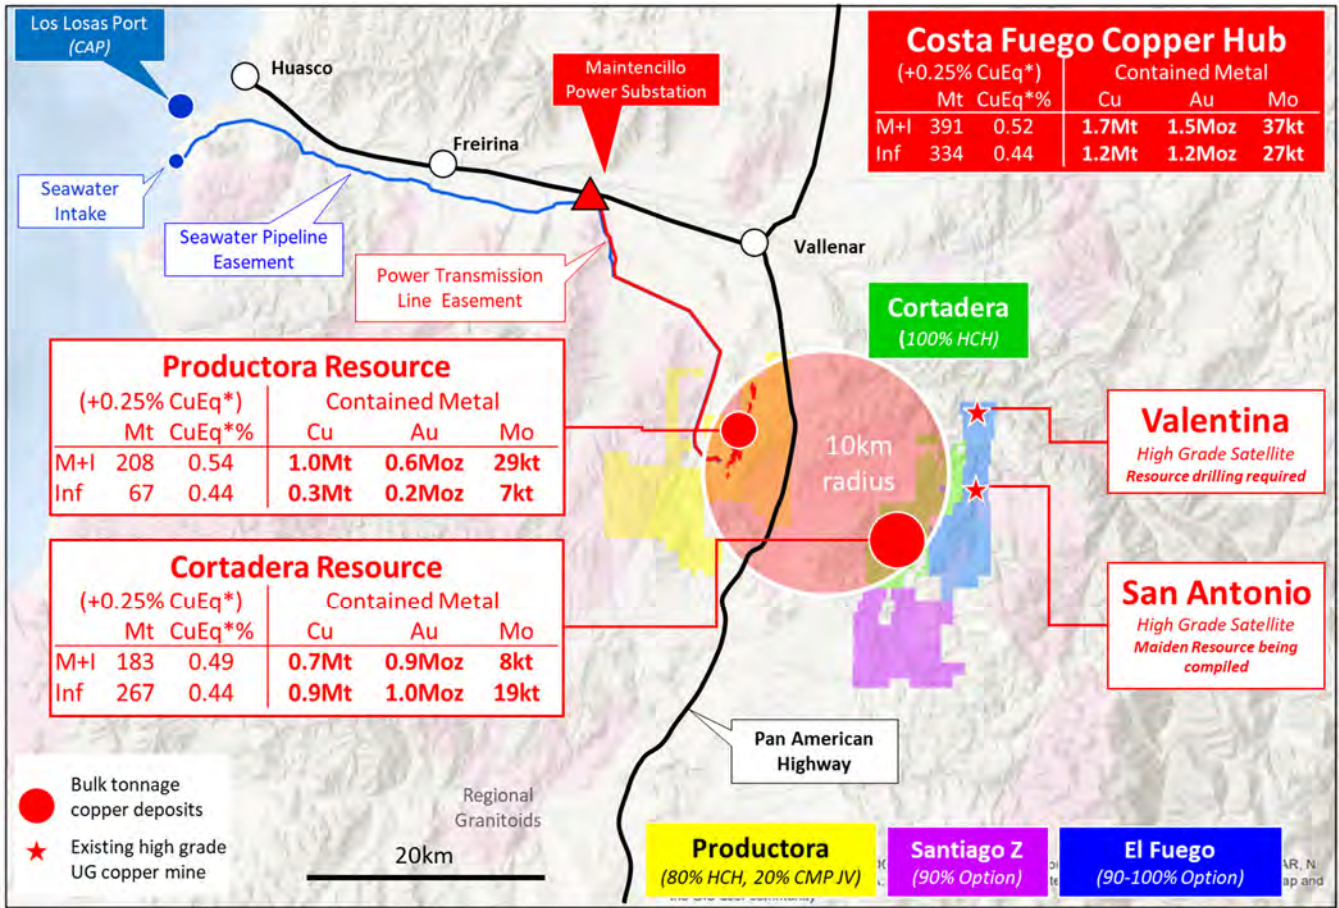 Los Losas Port
(CAP)
Huasco
Maintencillo
Power Substation
Costa Fuego Copper Hub
(+0.25% CuEq*) Contained Metal
Mt CuEq*% Cu Au Mo
M+I 391 0.52 1.7Mt 1.5Moz 37kt
Inf 334 0.44 1.2Mt 1.2Moz 27kt
Freirina
Seawater
Intake
Seawater Pipeline
Easement
Power Transmission
Line Easement
Vallenar
Cortadera
(100% HCH)
Productora Resource
(+0.25% CuEq*) Contained Metal
Mt CuEq*% Cu Au Mo
M+I 208 0.54 1.0Mt 0.6Moz 29kt
Inf 67 0.44 0.3Mt 0.2Moz 7kt
10km
radius
Valentina
High Grade Satellite
Resource drilling required
Cortadera Resource
(+0.25% CuEq*) Contained Metal
Mt CuEq*% Cu Au Mo
M+I 183 0.49 0.7Mt 0.9Moz 8kt
Inf 267 0.44 0.9Mt 1.0Moz 19kt
San Antonio
High Grade Satellite
Maiden Resource being
compiled
Pan American
Highway
Bulk tonnage
copper deposits
Existing high grade
UG copper mine
Regional
Granitoids
20km
Productora
(80% HCH, 20% CMP JV)
Santiago Z
(90% Option)
El Fuego
(90-100% Option)
AR, N
ap and